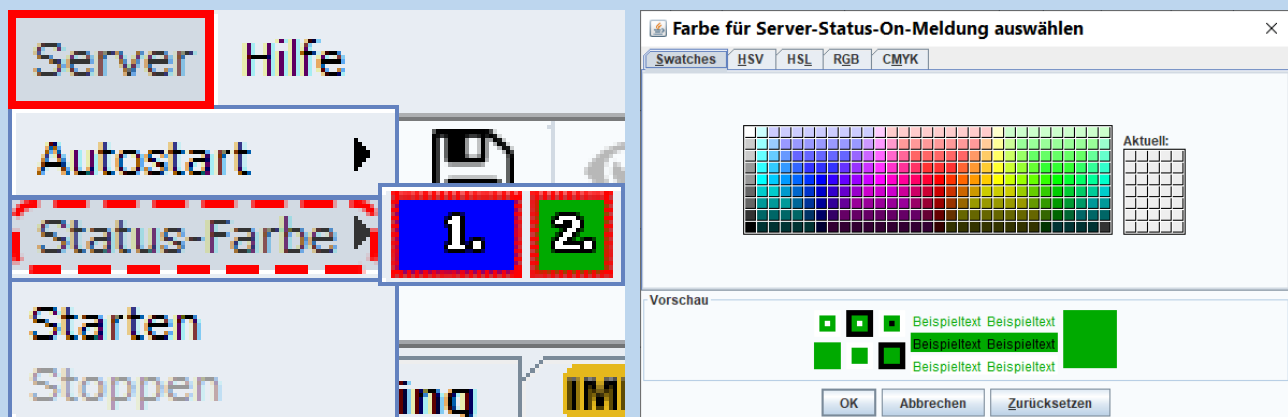 Server Hilfe
Autostart
Status-Farbe 1. 2.
Starten
Stoppen
ing IM
Farbe für Server-Status-On-Meldung auswählen
Swatches HSV HSL RGB CMYK
Aktuell:
Vorschau
Beispieltext Beispieltext
Beispieltext Beispieltext
Beispieltext Beispieltext
OK Abbrechen Zurücksetzen